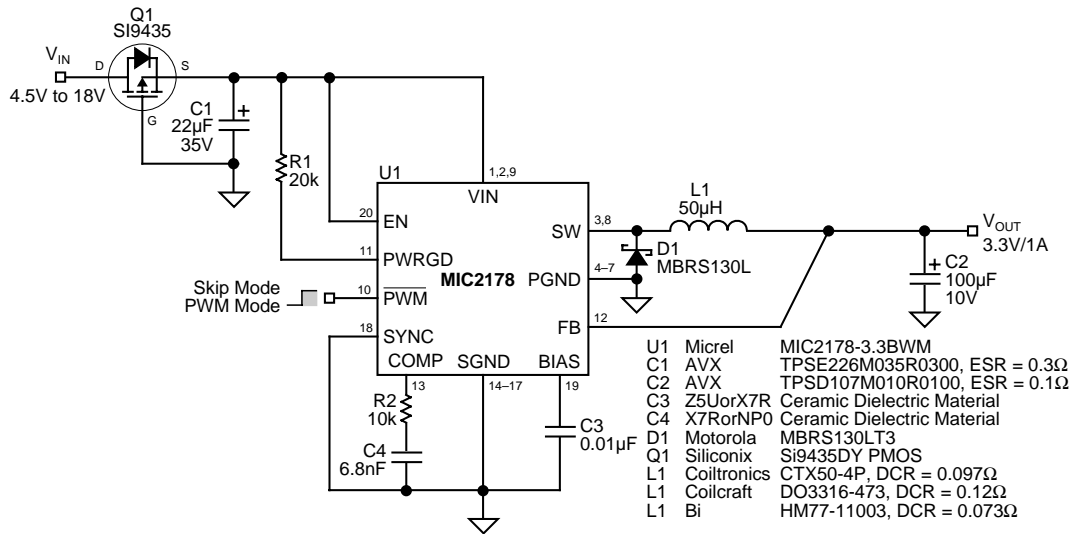 Q1
SI9435
VIN
4.5V to 18V
D
S
G
C1
22µF
35V
R1
20k
U1
1,2,9
VIN
20
EN
11
PWRGD
MIC2178
Skip Mode
PWM Mode
10
PWM
18
SYNC
COMP
SGND
BIAS
13
14–17
19
SW
3,8
PGND
4–7
FB
12
L1
50µH
D1
MBRS130L
VOUT
3.3V/1A
C2
100µF
10V
R2
10k
C4
6.8nF
C3
0.01µF
U1 Micrel MIC2178-3.3BWM
C1 AVX TPSE226M035R0300, ESR = 0.3Ω
C2 AVX TPSD107M010R0100, ESR = 0.1Ω
C3 Z5UorX7R Ceramic Dielectric Material
C4 X7RorNP0 Ceramic Dielectric Material
D1 Motorola MBRS130LT3
Q1 Siliconix Si9435DY PMOS
L1 Coiltronics CTX50-4P, DCR = 0.097Ω
L1 Coilcraft DO3316-473, DCR = 0.12Ω
L1 Bi HM77-11003, DCR = 0.073Ω